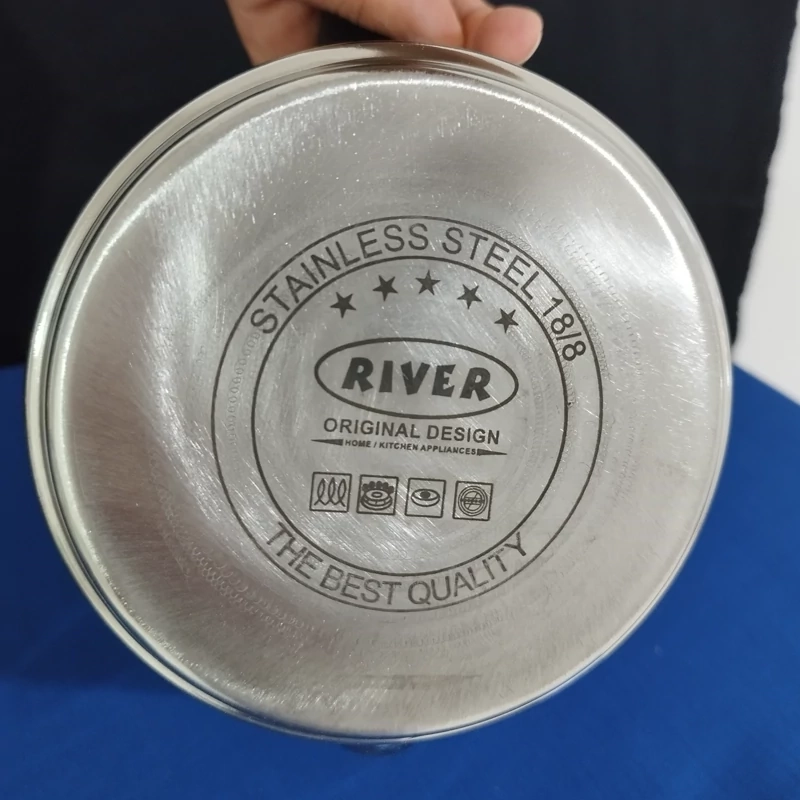 STAINLESS STEEL 18/8
RIVER
ORIGINAL DESIGN
HOME / KITCHEN APPLIANCES
THE BEST QUALITY